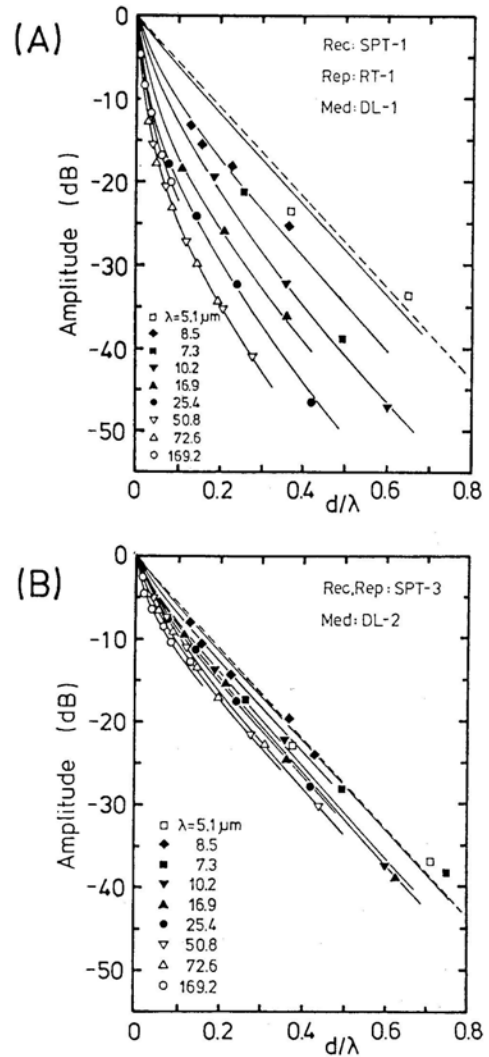 (A)
Rec: SPT-1
Rep: RT-1
Med: DL-1
0
-10
-20
-30
-40
-50
Amplitude (dB)
□ λ=5.1 μm
◆ 8.5
■ 7.3
▼ 10.2
▲ 16.9
● 25.4
▽ 50.8
△ 72.6
○ 169.2
0 0.2 0.4 0.6 0.8
d/λ
(B)
Rec,Rep: SPT-3
Med: DL-2
0
-10
-20
-30
-40
-50
Amplitude (dB)
□ λ=5.1μm
◆ 8.5
■ 7.3
▼ 10.2
▲ 16.9
● 25.4
▽ 50.8
△ 72.6
○ 169.2
0 0.2 0.4 0.6 0.8
d/λ